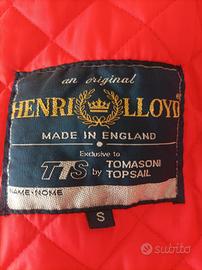 an original
HENRI LLOYD
MADE IN ENGLAND
Exclusive to
TTS by TOMASONI TOPSAIL
NAME-NOME
S
subito